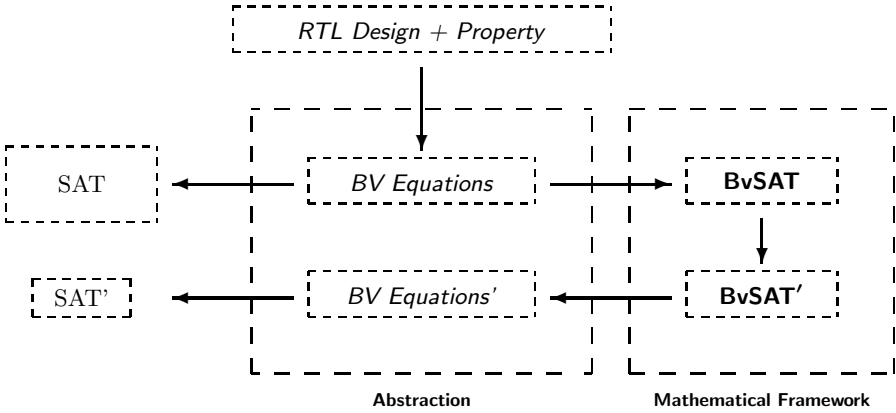 RTL Design + Property
SAT
BV Equations
BvSAT
SAT'
BV Equations'
BvSAT′
Abstraction
Mathematical Framework